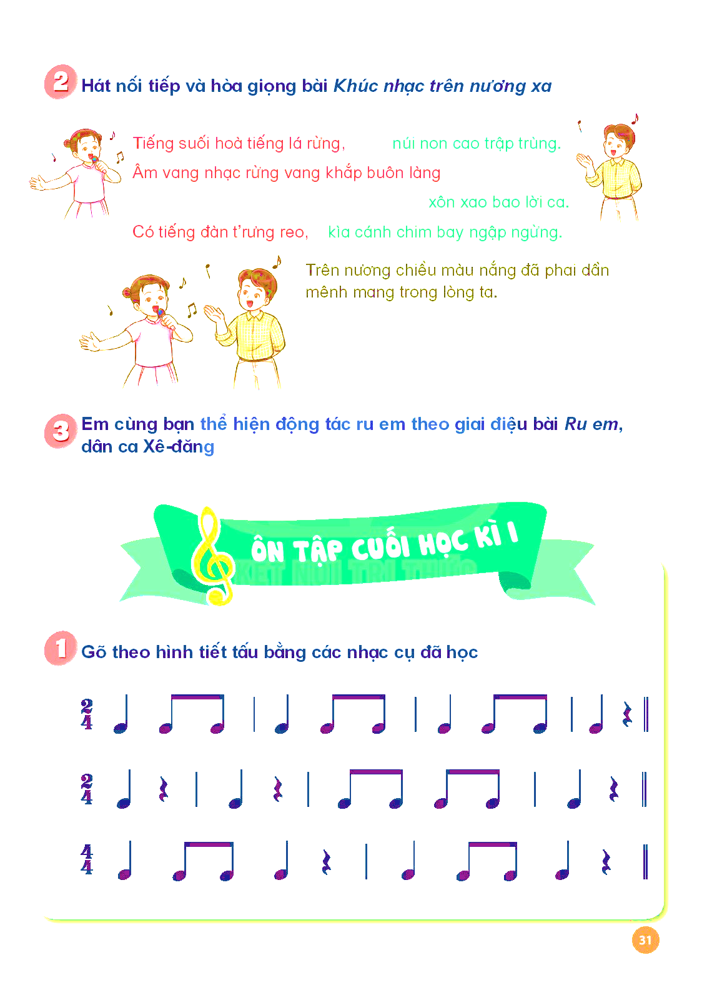 2 Hát nối tiếp và hòa giọng bài Khúc nhạc trên nương xa
Tiếng suối hoà tiếng lá rừng, núi non cao trập trùng.
Âm vang nhạc rừng vang khắp buôn làng
xôn xao bao lời ca.
Có tiếng đàn t’rưng reo, kìa cánh chim bay ngập ngừng.
Trên nương chiều màu nắng đã phai dần
mênh mang trong lòng ta.
3 Em cùng bạn thể hiện động tác ru em theo giai điệu bài Ru em,
dân ca Xê-đăng
ÔN TẬP CUỐI HỌC KÌ I
KẾT NỐI TRI THỨC
1 Gõ theo hình tiết tấu bằng các nhạc cụ đã học
2
4
2
4
4
4
31